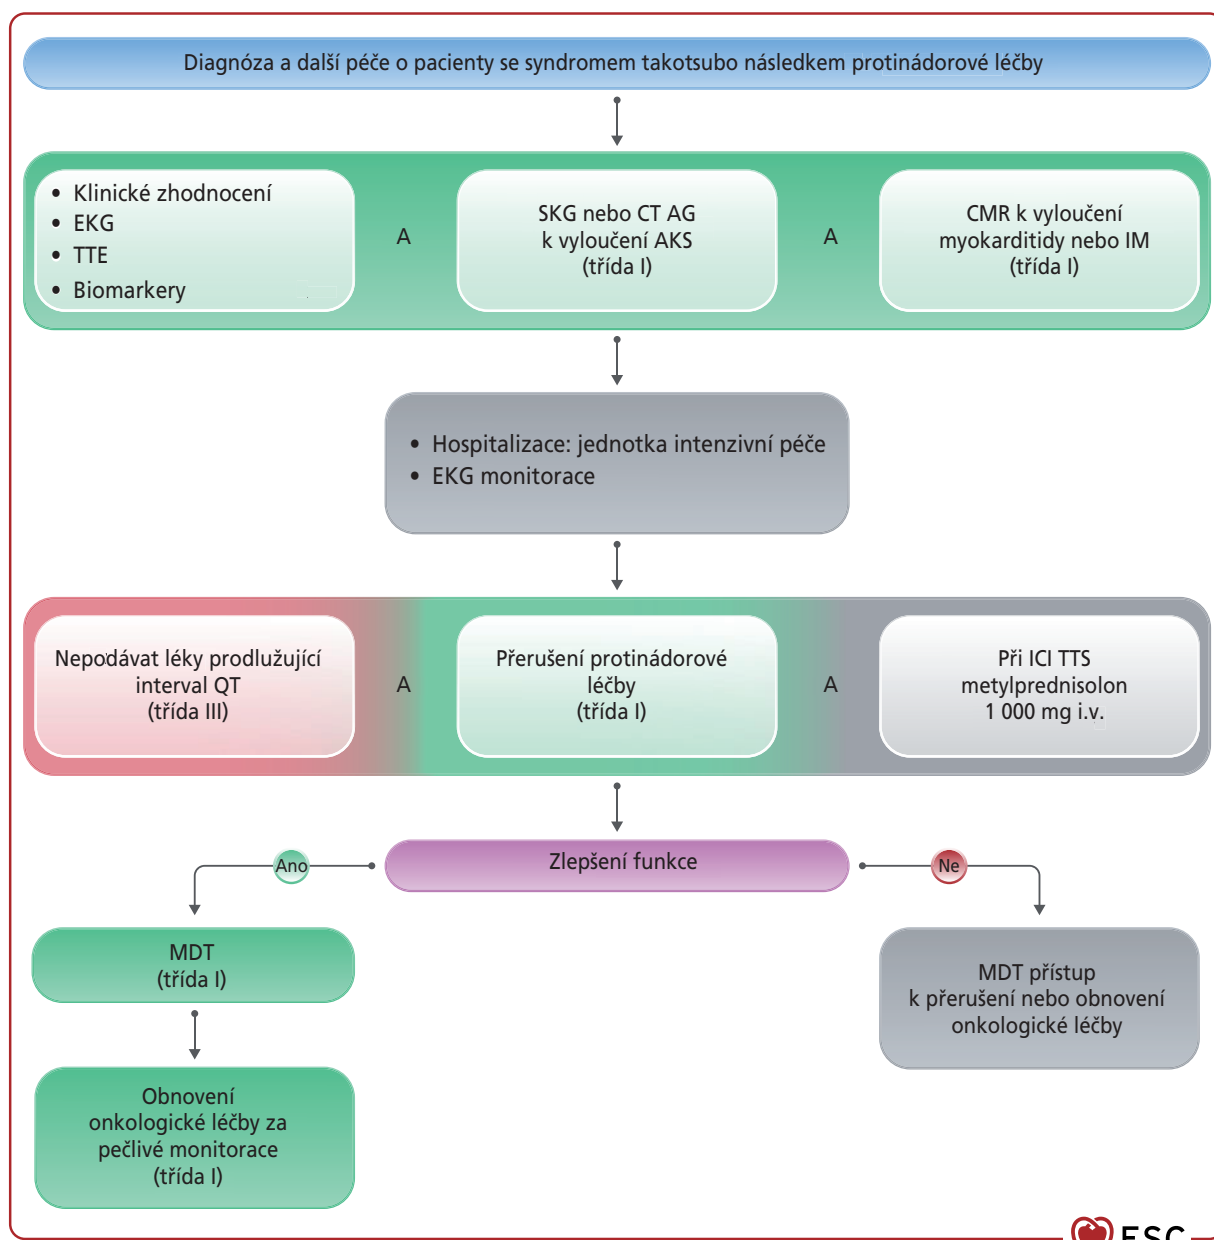 Diagnóza a další péče o pacienty se syndromem takotsubo následkem protinádorové léčby
• Klinické zhodnocení
• EKG
• TTE
• Biomarkery
A
SKG nebo CT AG
k vyloučení AKS
(třída I)
A
CMR k vyloučení
myokarditidy nebo IM
(třída I)
• Hospitalizace: jednotka intenzivní péče
• EKG monitorace
Nepodávat léky prodlužující
interval QT
(třída III)
A
Přerušení protinádorové
léčby
(třída I)
A
Při ICI TTS
metylprednisolon
1 000 mg i.v.
Zlepšení funkce
Ano
Ne
MDT
(třída I)
MDT přístup
k přerušení nebo obnovení
onkologické léčby
Obnovení
onkologické léčby za
pečlivé monitorace
(třída I)
ESC